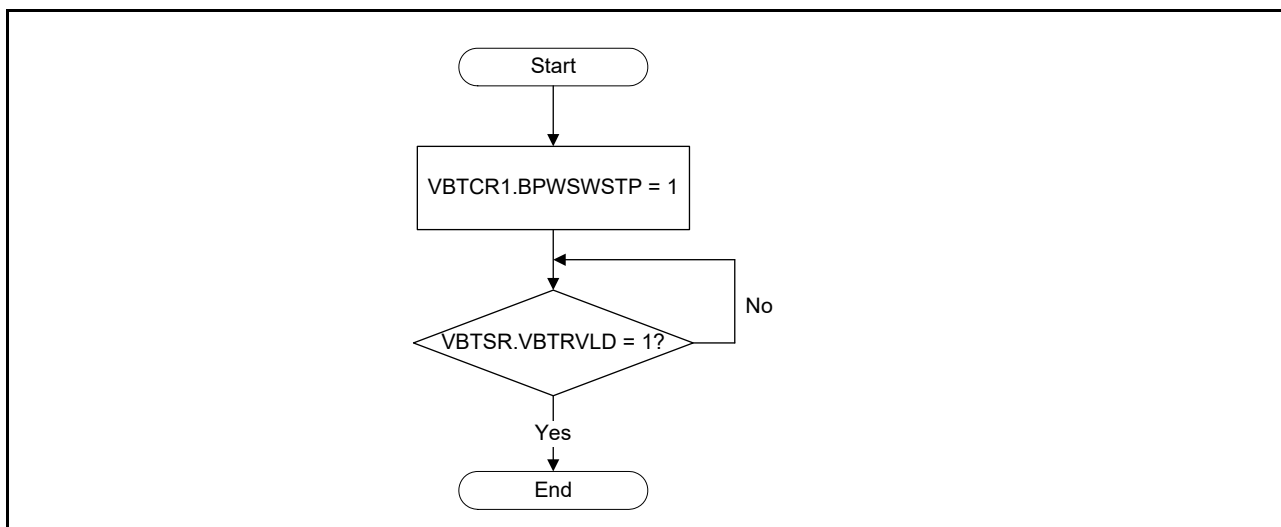 Start
VBTCR1.BPWSWSTP = 1
No
VBTSR.VBTRVLD = 1?
Yes
End